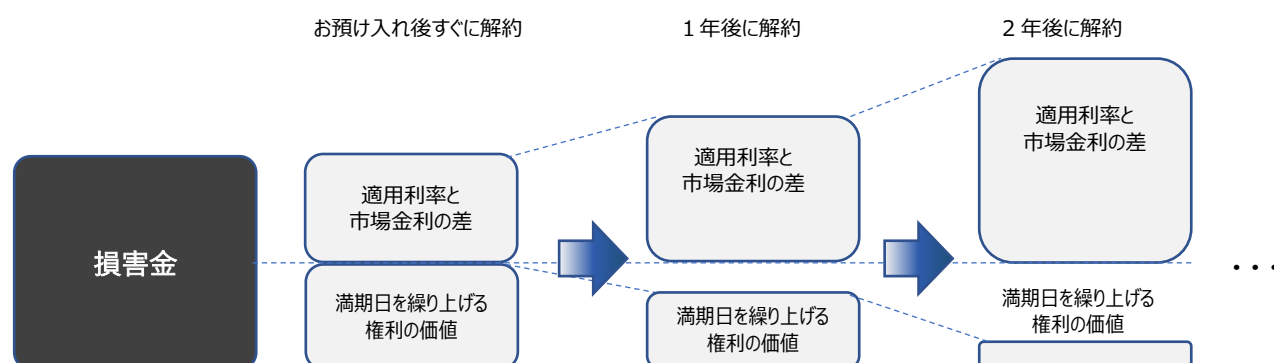 お預け入れ後すぐに解約
1年後に解約
2年後に解約
適用利率と
市場金利の差
適用利率と
市場金利の差
適用利率と
市場金利の差
損害金
満期日を繰り上げる
権利の価値
満期日を繰り上げる
権利の価値
満期日を繰り上げる
権利の価値
・・・